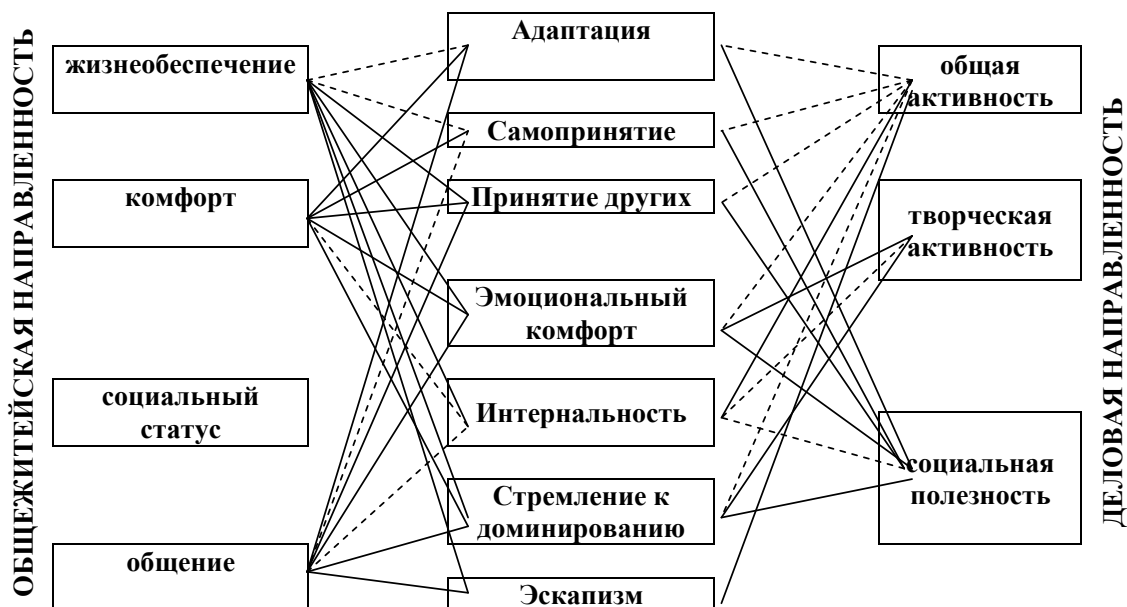 ОБЩЕЖИТЕЙСКАЯ НАПРАВЛЕННОСТЬ
жизнеобеспечение
комфорт
социальный
статус
общение
Адаптация
Самопринятие
Принятие других
Эмоциональный
комфорт
Интернальность
Стремление к
доминированию
Эскапизм
общая
активность
творческая
активность
социальная
полезность
ДЕЛОВАЯ НАПРАВЛЕННОСТЬ